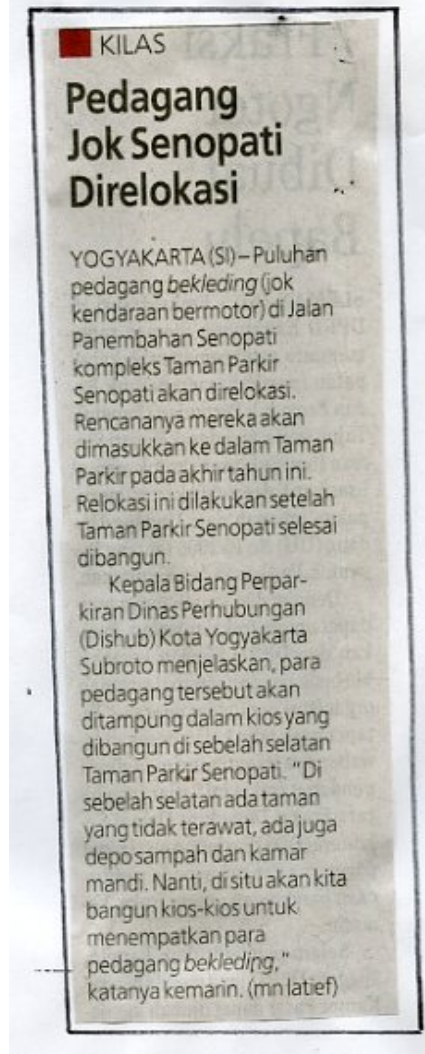 KILAS
Pedagang
Jok Senopati
Direlokasi
YOGYAKARTA (SI) – Puluhan
pedagang bekleding (jok
kendaraan bermotor) di Jalan
Panembahan Senopati
kompleks Taman Parkir
Senopati akan direlokasi.
Rencananya mereka akan
dimasukkan ke dalam Taman
Parkir pada akhir tahun ini.
Relokasi ini dilakukan setelah
Taman Parkir Senopati selesai
dibangun.
Kepala Bidang Perpar-
kiran Dinas Perhubungan
(Dishub) Kota Yogyakarta
Subroto menjelaskan, para
pedagang tersebut akan
ditampung dalam kios yang
dibangun di sebelah selatan
Taman Parkir Senopati. "Di
sebelah selatan ada taman
yang tidak terawat, ada juga
depo sampah dan kamar
mandi. Nanti, di situ akan kita
bangun kios-kios untuk
menempatkan para
pedagang bekleding,"
katanya kemarin. (mn latief)